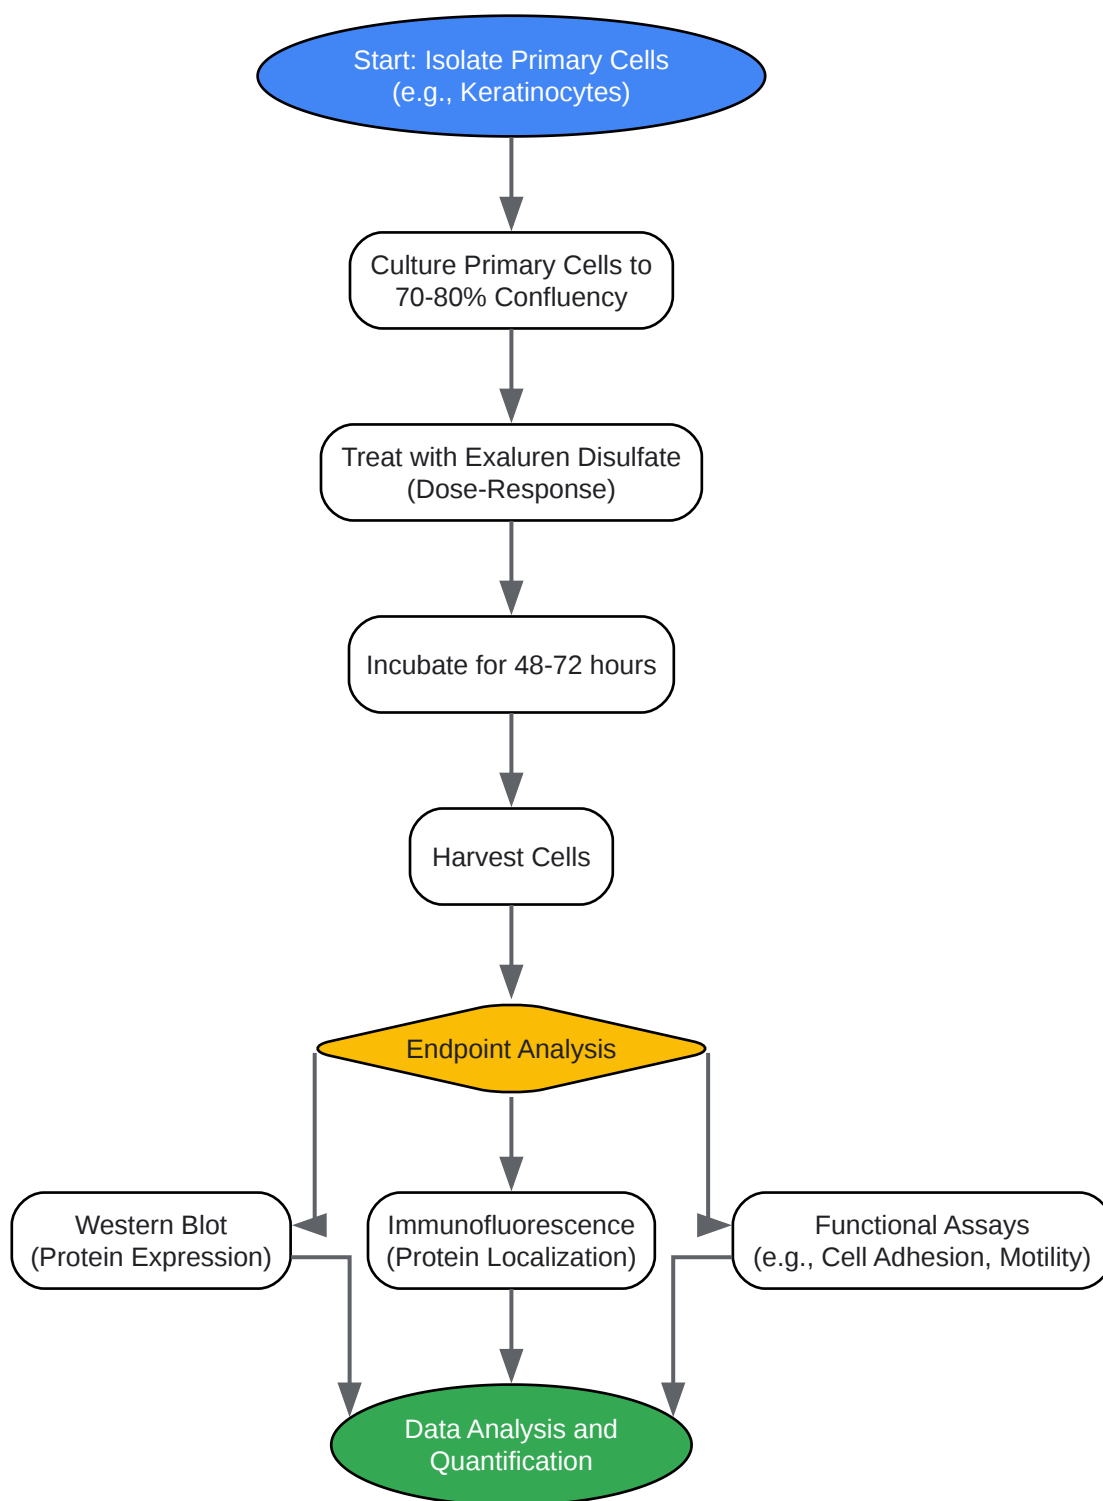 Start: Isolate Primary Cells
(e.g., Keratinocytes)
Culture Primary Cells to
70-80% Confluency
Treat with Exaluren Disulfate
(Dose-Response)
Incubate for 48-72 hours
Harvest Cells
Endpoint Analysis
Western Blot
(Protein Expression)
Immunofluorescence
(Protein Localization)
Functional Assays
(e.g., Cell Adhesion, Motility)
Data Analysis and
Quantification